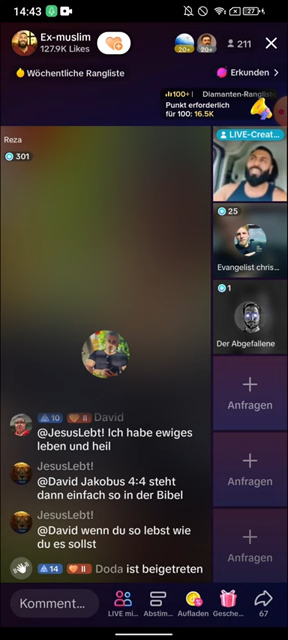 14:43
27
Ex-muslim
127.9K Likes
20+
20+
211
Wöchentliche Rangliste
Erkunden
100+
Diamanten-Rangliste
Punkt erforderlich
für 100: 16.5K
Reza
301
LIVE-Creat...
25
Evangelist chris...
1
Der Abgefallene
Anfragen
Anfragen
Anfragen
10 II David
@JesusLebt! Ich habe ewiges
leben und heil
JesusLebt!
@David Jakobus 4:4 steht
dann einfach so in der Bibel
JesusLebt!
@David wenn du so lebst wie
du es sollst
14 II Doda ist beigetreten
Komment...
LIVE mi...
Abstim...
Aufladen
Gesche...
67